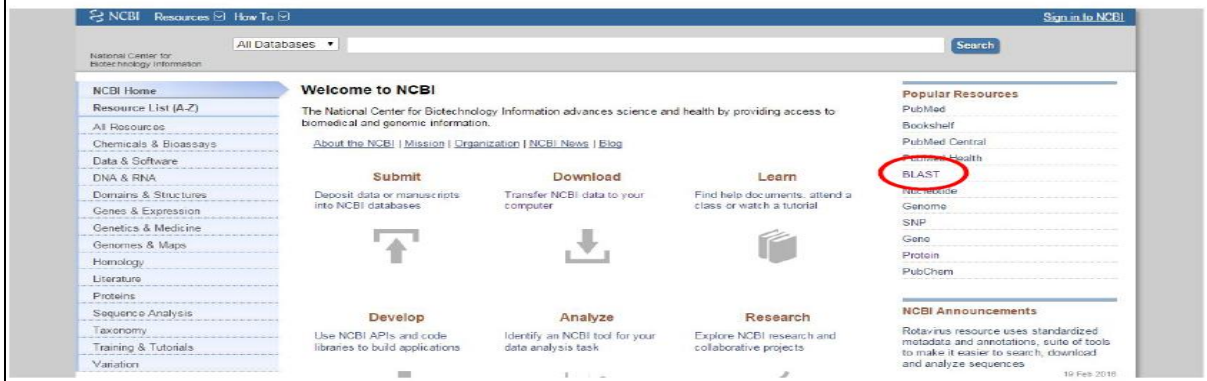 NCBI Resources How To Sign in to NCBI
National Center for
Biotechnology Information
All Databases
Search
NCBI Home
Resource List (A-Z)
All Resources
Chemicals & Bioassays
Data & Software
DNA & RNA
Domains & Structures
Genes & Expression
Genetics & Medicine
Genomes & Maps
Homology
Literature
Proteins
Sequence Analysis
Taxonomy
Training & Tutorials
Variation
Welcome to NCBI
The National Center for Biotechnology Information advances science and health by providing access to
biomedical and genomic information.
About the NCBI | Mission | Organization | NCBI News | Blog
Submit
Deposit data or manuscripts
into NCBI databases
Download
Transfer NCBI data to your
computer
Learn
Find help documents, attend a
class or watch a tutorial
Develop
Use NCBI APIs and code
libraries to build applications
Analyze
Identify an NCBI tool for your
data analysis task
Research
Explore NCBI research and
collaborative projects
Popular Resources
PubMed
Bookshelf
PubMed Central
PubMed Health
BLAST
Nucleotide
Genome
SNP
Gene
Protein
PubChem
NCBI Announcements
Rotavirus resource uses standardized
metadata and annotations, suite of tools
to make it easier to search, download
and analyze sequences
19 Feb 2016